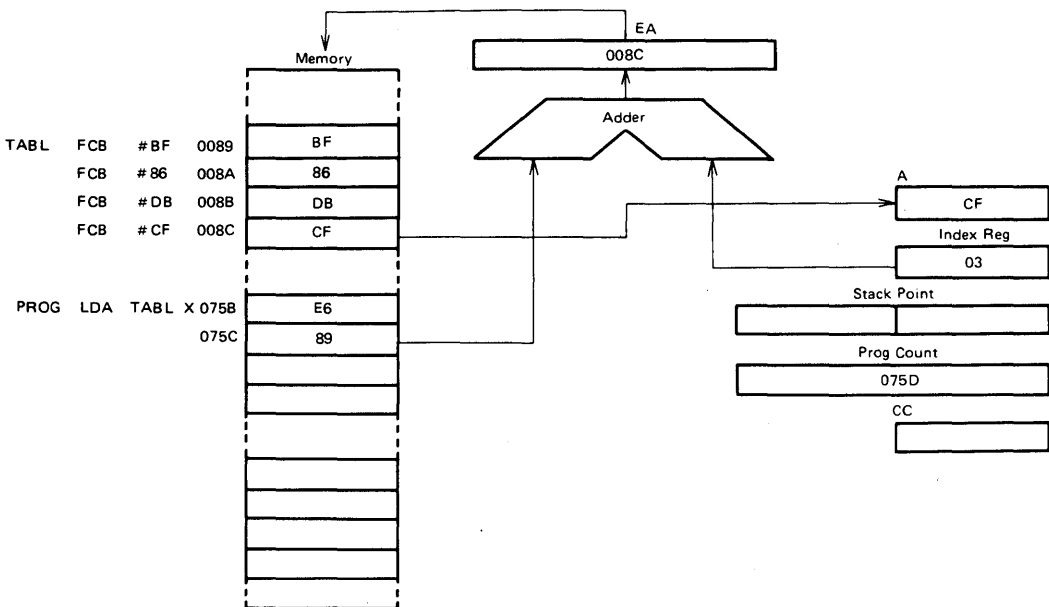 EA
008C
Memory
Adder
TABL FCB #BF 0089 BF
FCB #86 008A 86
FCB #DB 008B DB
FCB #CF 008C CF
A
CF
Index Reg
03
Stack Point
PROG LDA TABL X 075B E6
075C 89
Prog Count
075D
CC